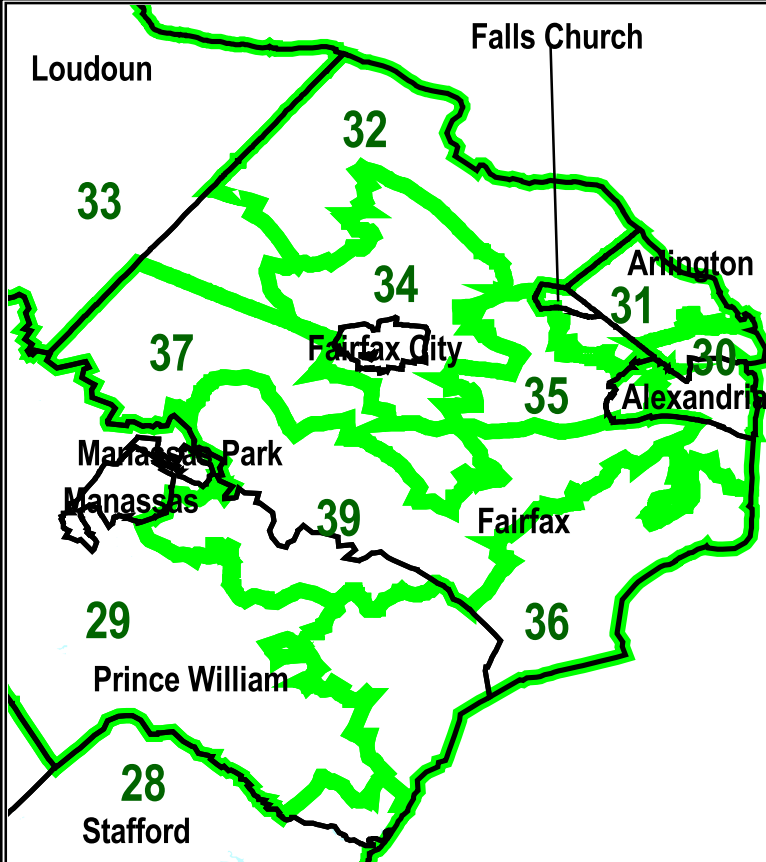 Falls Church
Loudoun
32
33
Arlington
34
31
Fairfax City
37
30
35
Alexandria
Manassas Park
Manassas
39
Fairfax
29
36
Prince William
28
Stafford